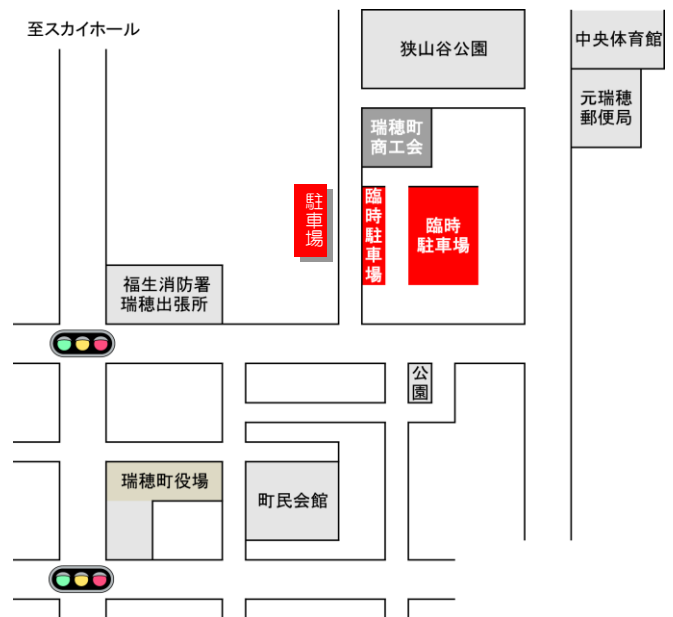 至スカイホール
狭山谷公園
中央体育館
元瑞穂
郵便局
瑞穂町
商工会
駐車場
臨時駐車場
臨時
駐車場
福生消防署
瑞穂出張所
公園
瑞穂町役場
町民会館